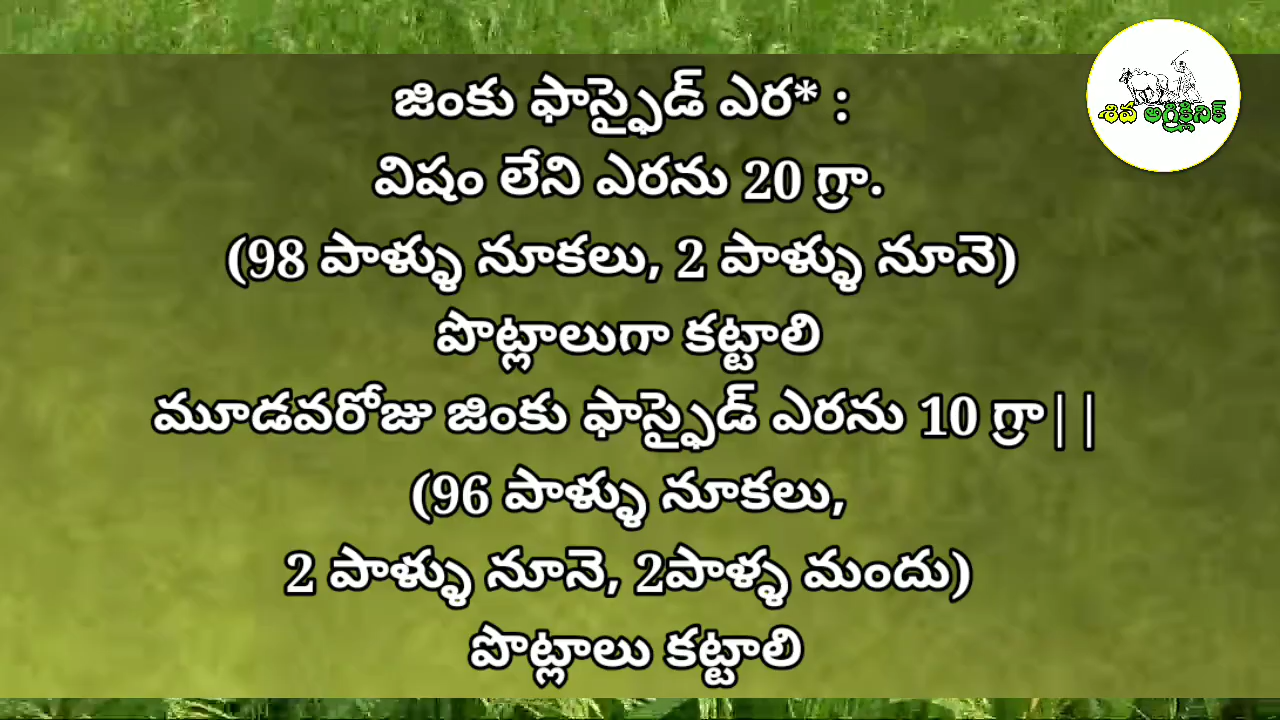 జింకు ఫాస్ఫైడ్ ఎర* :
విషం లేని ఎరను 20 గ్రా.
(98 పాళ్ళు నూకలు, 2 పాళ్ళు నూనె)
పొట్లాలుగా కట్టాలి
మూడవరోజు జింకు ఫాస్ఫైడ్ ఎరను 10 గ్రా||
(96 పాళ్ళు నూకలు,
2 పాళ్ళు నూనె, 2పాళ్ళ మందు)
పొట్లాలు కట్టాలి
శివ అగ్రిక్లినిక్